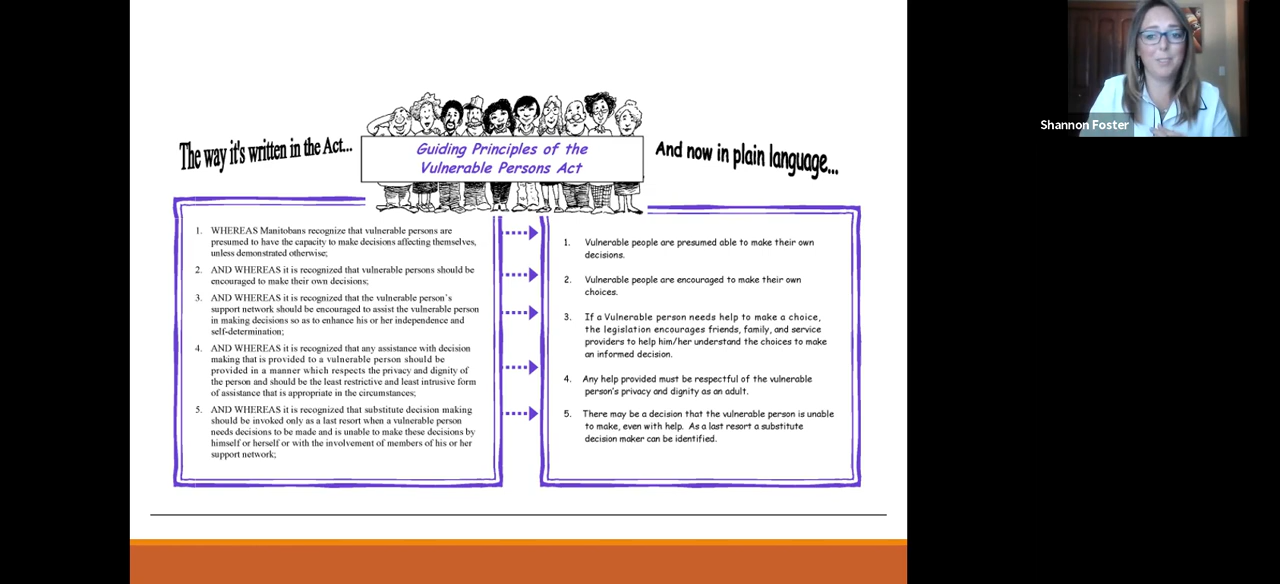 Shannon Foster
The way it's written in the Act...
Guiding Principles of the
Vulnerable Persons Act
And now in plain language...
1. WHEREAS Manitobans recognize that vulnerable persons are
presumed to have the capacity to make decisions affecting themselves,
unless demonstrated otherwise;
2. AND WHEREAS it is recognized that vulnerable persons should be
encouraged to make their own decisions;
3. AND WHEREAS it is recognized that the vulnerable person's
support network should be encouraged to assist the vulnerable person
in making decisions so as to enhance his or her independence and
self-determination;
4. AND WHEREAS it is recognized that any assistance with decision
making that is provided to a vulnerable person should be
provided in a manner which respects the privacy and dignity of
the person and should be the least restrictive and least intrusive form
of assistance that is appropriate in the circumstances;
5. AND WHEREAS it is recognized that substitute decision making
should be invoked only as a last resort when a vulnerable person
needs decisions to be made and is unable to make these decisions by
himself or herself or with the involvement of members of his or her
support network;
1. Vulnerable people are presumed able to make their own
decisions.
2. Vulnerable people are encouraged to make their own
choices.
3. If a Vulnerable person needs help to make a choice,
the legislation encourages friends, family, and service
providers to help him/her understand the choices to make
an informed decision.
4. Any help provided must be respectful of the vulnerable
person's privacy and dignity as an adult.
5. There may be a decision that the vulnerable person is unable
to make, even with help. As a last resort a substitute
decision maker can be identified.